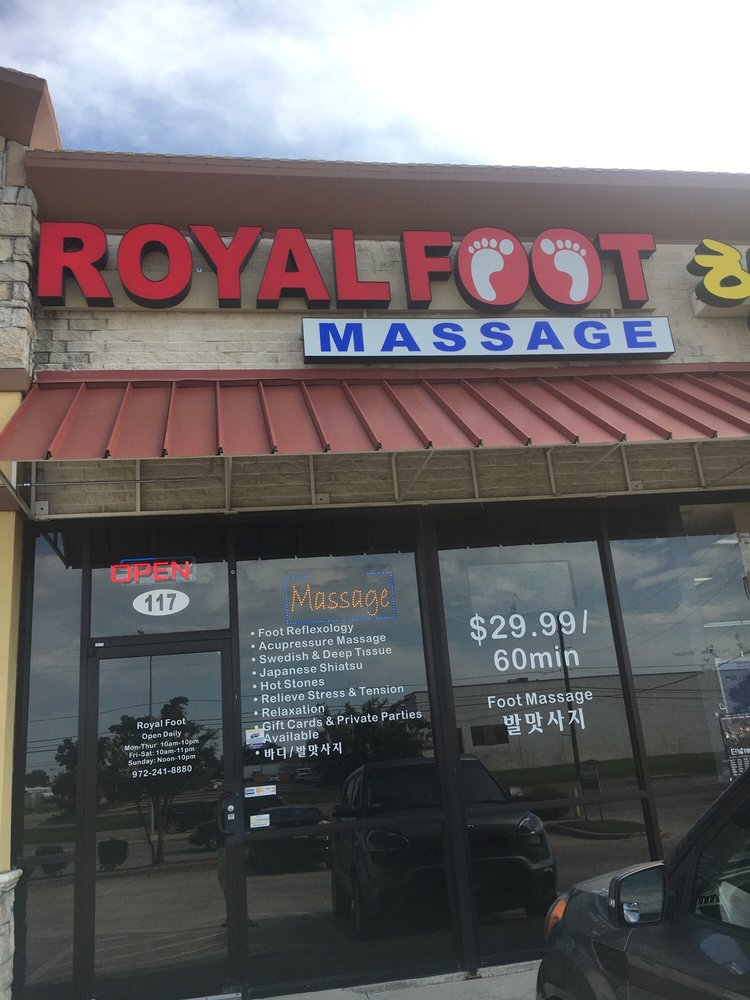 ROYAL FOOT
MASSAGE
OPEN
117
Massage
• Foot Reflexology
• Acupressure Massage
• Swedish & Deep Tissue
• Japanese Shiatsu
• Hot Stones
• Relieve Stress & Tension
• Relaxation
• Gift Cards & Private Parties
Available
• 바디/발맛사지
$29.99/
60min
Foot Massage
발맛사지
Royal Foot
Open Daily
Mon-Thur 10am-10pm
Fri-Sat: 10am-11pm
Sunday: Noon-10pm
972-241-8880
VISA